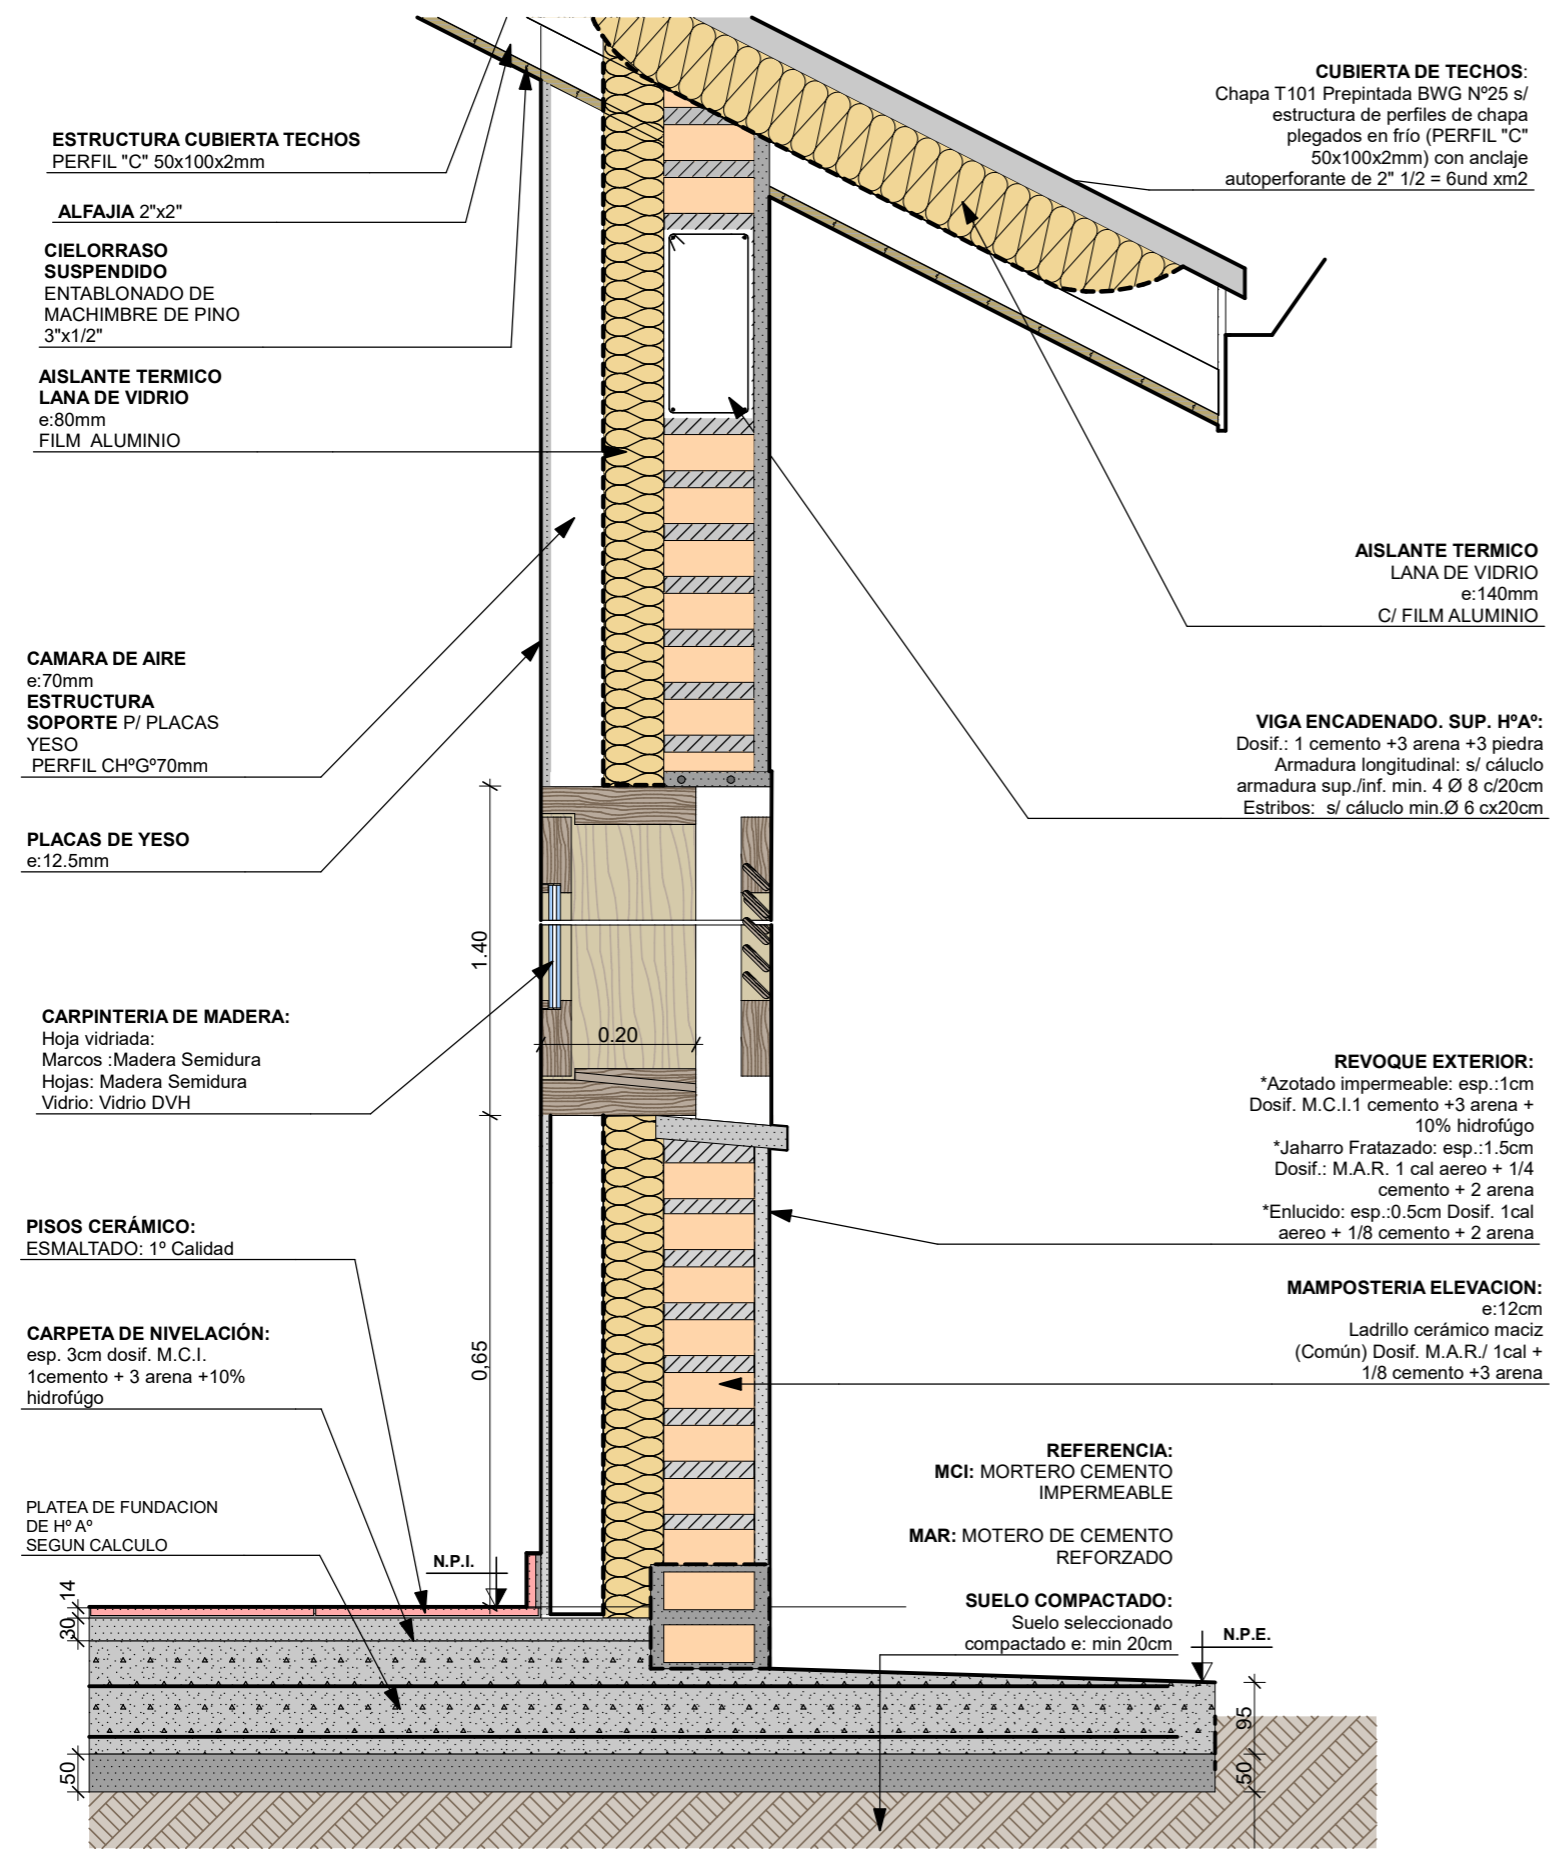 ESTRUCTURA CUBIERTA TECHOS
PERFIL "C" 50x100x2mm
ALFAJIA 2"x2"
CIELORRASO
SUSPENDIDO
ENTABLONADO DE
MACHIMBRE DE PINO
3"x1/2"
AISLANTE TERMICO
LANA DE VIDRIO
e:80mm
FILM ALUMINIO
CAMARA DE AIRE
e:70mm
ESTRUCTURA
SOPORTE P/ PLACAS
YESO
PERFIL CHºGº70mm
PLACAS DE YESO
e:12.5mm
CARPINTERIA DE MADERA:
Hoja vidriada:
Marcos :Madera Semidura
Hojas: Madera Semidura
Vidrio: Vidrio DVH
PISOS CERÁMICO:
ESMALTADO: 1º Calidad
CARPETA DE NIVELACIÓN:
esp. 3cm dosif. M.C.I.
1cemento + 3 arena +10%
hidrofúgo
PLATEA DE FUNDACION
DE Hº Aº
SEGUN CALCULO
1.40
0.20
0,65
N.P.I.
14
30
50
CUBIERTA DE TECHOS:
Chapa T101 Prepintada BWG Nº25 s/
estructura de perfiles de chapa
plegados en frío (PERFIL "C"
50x100x2mm) con anclaje
autoperforante de 2" 1/2 = 6und xm2
AISLANTE TERMICO
LANA DE VIDRIO
e:140mm
C/ FILM ALUMINIO
VIGA ENCADENADO. SUP. HºAº:
Dosif.: 1 cemento +3 arena +3 piedra
Armadura longitudinal: s/ cáluclo
armadura sup./inf. min. 4 Ø 8 c/20cm
Estribos: s/ cáluclo min.Ø 6 cx20cm
REVOQUE EXTERIOR:
*Azotado impermeable: esp.:1cm
Dosif. M.C.I.1 cemento +3 arena +
10% hidrofúgo
*Jaharro Fratazado: esp.:1.5cm
Dosif.: M.A.R. 1 cal aereo + 1/4
cemento + 2 arena
*Enlucido: esp.:0.5cm Dosif. 1cal
aereo + 1/8 cemento + 2 arena
MAMPOSTERIA ELEVACION:
e:12cm
Ladrillo cerámico maciz
(Común) Dosif. M.A.R./ 1cal +
1/8 cemento +3 arena
REFERENCIA:
MCI: MORTERO CEMENTO
IMPERMEABLE
MAR: MOTERO DE CEMENTO
REFORZADO
SUELO COMPACTADO:
Suelo seleccionado
compactado e: min 20cm
N.P.E.
95
50